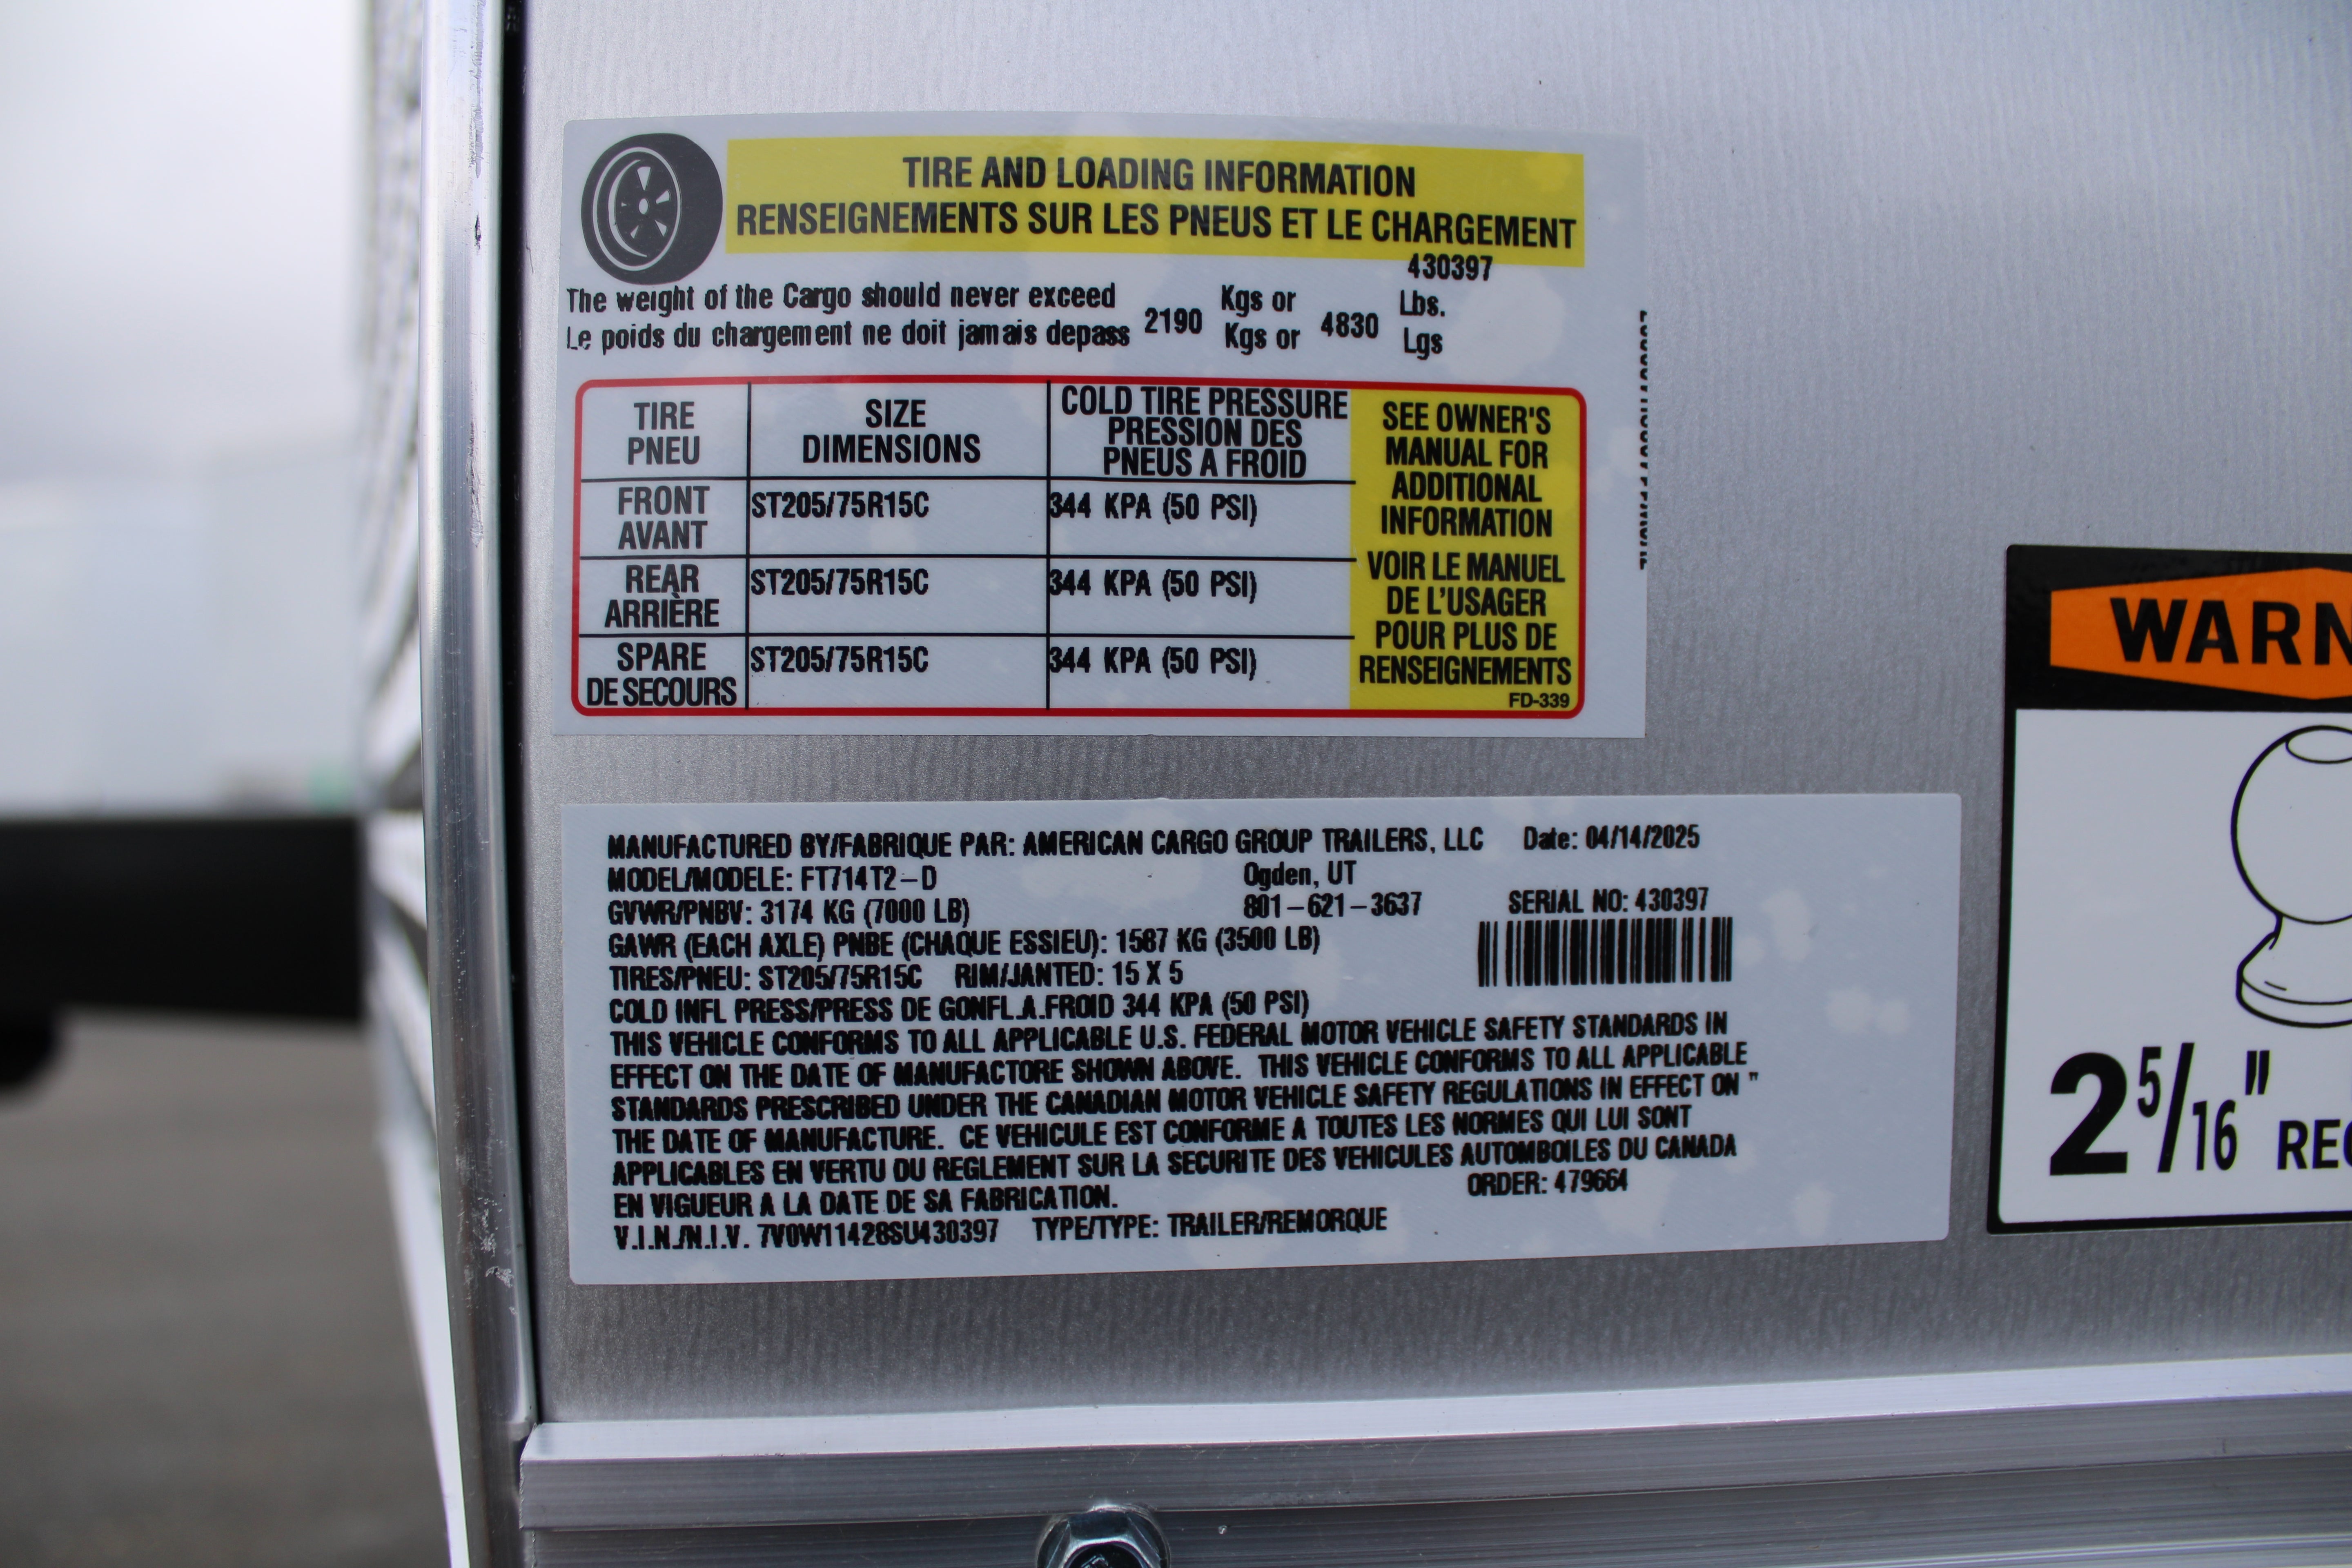 TIRE AND LOADING INFORMATION
RENSEIGNEMENTS SUR LES PNEUS ET LE CHARGEMENT
430397
The weight of the Cargo should never exceed 2190 Kgs or 4830 Lbs.
Le poids du chargement ne doit jamais depass Kgs or Lgs
TIRE SIZE COLD TIRE PRESSURE
PNEU DIMENSIONS PRESSION DES
PNEUS A FROID
FRONT ST205/75R15C 344 KPA (50 PSI)
AVANT
REAR ST205/75R15C 344 KPA (50 PSI)
ARRIÈRE
SPARE ST205/75R15C 344 KPA (50 PSI)
DE SECOURS
SEE OWNER'S
MANUAL FOR
ADDITIONAL
INFORMATION
VOIR LE MANUEL
DE L'USAGER
POUR PLUS DE
RENSEIGNEMENTS
FD-339
MANUFACTURED BY/FABRIQUE PAR: AMERICAN CARGO GROUP TRAILERS, LLC Date: 04/14/2025
MODEL/MODELE: FT714T2-D Ogden, UT
GVWR/PNBV: 3174 KG (7000 LB) 801-621-3637 SERIAL NO: 430397
GAWR (EACH AXLE) PNBE (CHAQUE ESSIEU): 1587 KG (3500 LB)
TIRES/PNEU: ST205/75R15C RIM/JANTED: 15 X 5
COLD INFL PRESS/PRESS DE GONFL.A.FROID 344 KPA (50 PSI)
THIS VEHICLE CONFORMS TO ALL APPLICABLE U.S. FEDERAL MOTOR VEHICLE SAFETY STANDARDS IN
EFFECT ON THE DATE OF MANUFACTORE SHOWN ABOVE. THIS VEHICLE CONFORMS TO ALL APPLICABLE
STANDARDS PRESCRIBED UNDER THE CANADIAN MOTOR VEHICLE SAFETY REGULATIONS IN EFFECT ON "
THE DATE OF MANUFACTURE. CE VEHICULE EST CONFORME A TOUTES LES NORMES QUI LUI SONT
APPLICABLES EN VERTU DU REGLEMENT SUR LA SECURITE DES VEHICULES AUTOMBOILES DU CANADA
EN VIGUEUR A LA DATE DE SA FABRICATION. ORDER: 479664
V.I.N./N.I.V. 7V0W11428SU430397 TYPE/TYPE: TRAILER/REMORQUE
WARN
2 5/16" REC